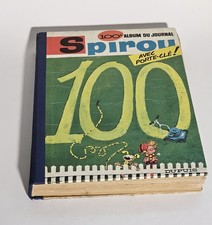 100e ALBUM DU JOURNAL
Spirou
AVEC PORTE-CLÉ!
100
DUPUIS